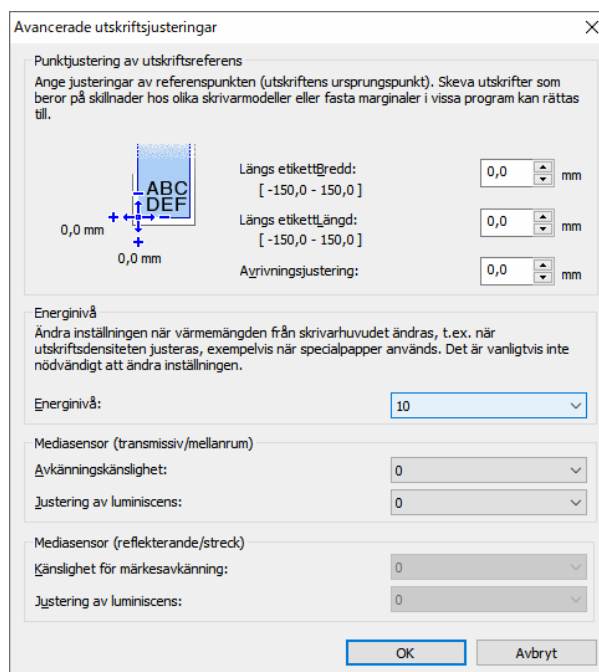 Avancerade utskriftsjusteringar
Punktjustering av utskriftsreferens
Ange justeringar av referenspunkten (utskriftens ursprungspunkt). Skeva utskrifter som
beror på skillnader hos olika skrivarmodeller eller fasta marginaler i vissa program kan rättas
till.
ABC
DEF
0,0 mm
0,0 mm
Längs etikettBredd:
0,0 mm
[ -150,0 - 150,0 ]
Längs etikettLängd:
0,0 mm
[ -150,0 - 150,0 ]
Avrivningsjustering:
0,0 mm
Energinivå
Ändra inställningen när värmemängden från skrivarhuvudet ändras, t.ex. när
utskriftsdensiteten justeras, exempelvis när specialpapper används. Det är vanligtvis inte
nödvändigt att ändra inställningen.
Energinivå:
10
Mediasensor (transmissiv/mellanrum)
Avkänningskänslighet:
0
Justering av luminiscens:
0
Mediasensor (reflekterande/streck)
Känslighet för märkesavkänning:
0
Justering av luminiscens:
0
OK
Avbryt